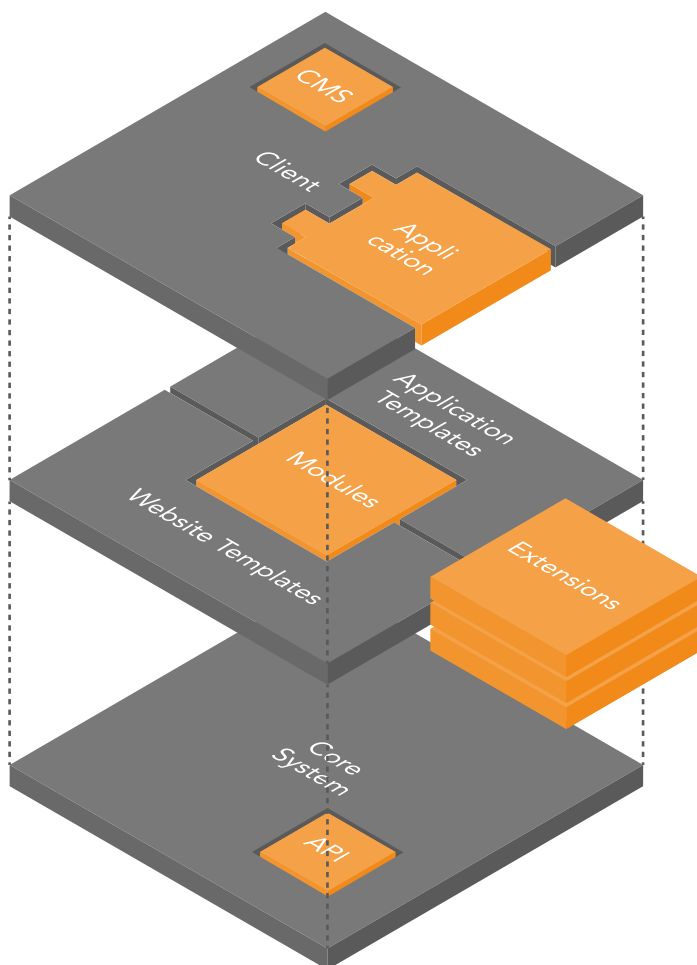 CMS
Client
Appli
cation
Application
Templates
Modules
Website Templates
Extensions
Core
System
API